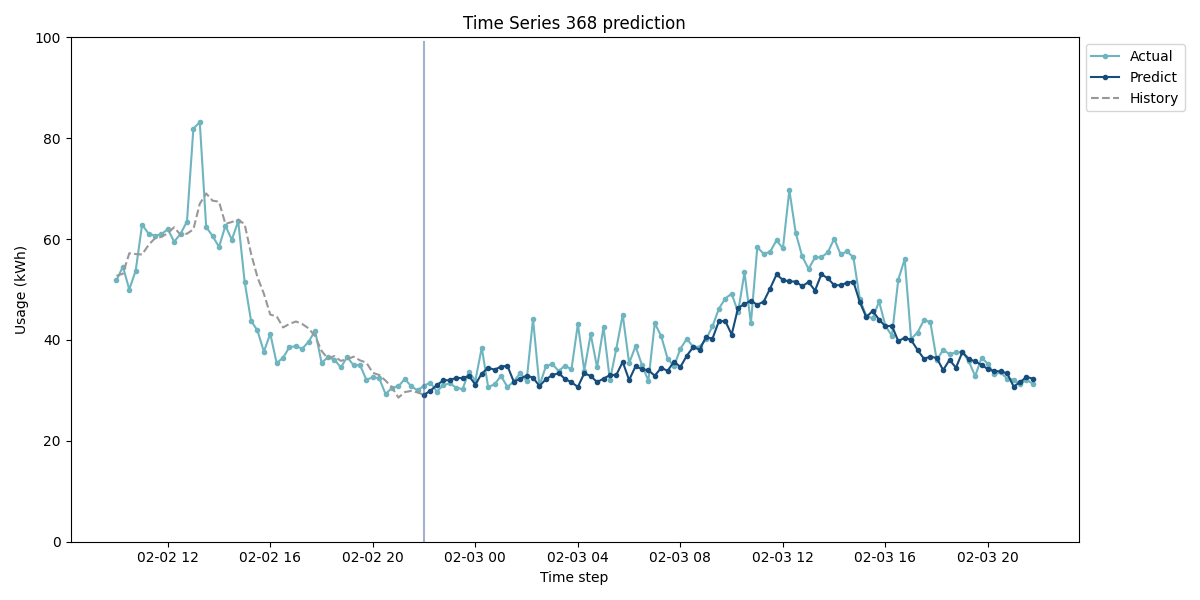 Time Series 368 prediction
100
80
60
40
20
0
Usage (kWh)
02-02 12
02-02 16
02-02 20
02-03 00
02-03 04
02-03 08
02-03 12
02-03 16
02-03 20
Time step
Actual
Predict
History